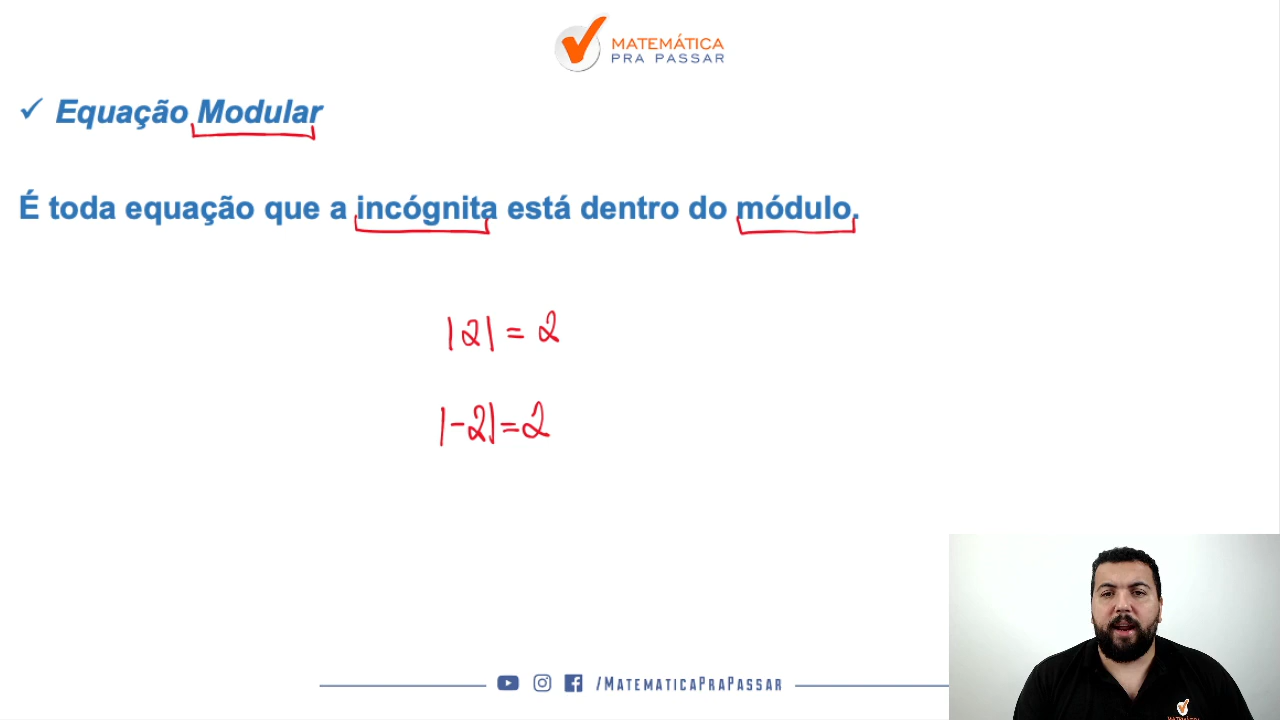 MATEMÁTICA
PRA PASSAR
✓ Equação Modular
É toda equação que a incógnita está dentro do módulo.
|2| = 2
|-2| = 2
/MATEMATICAPRAPASSAR